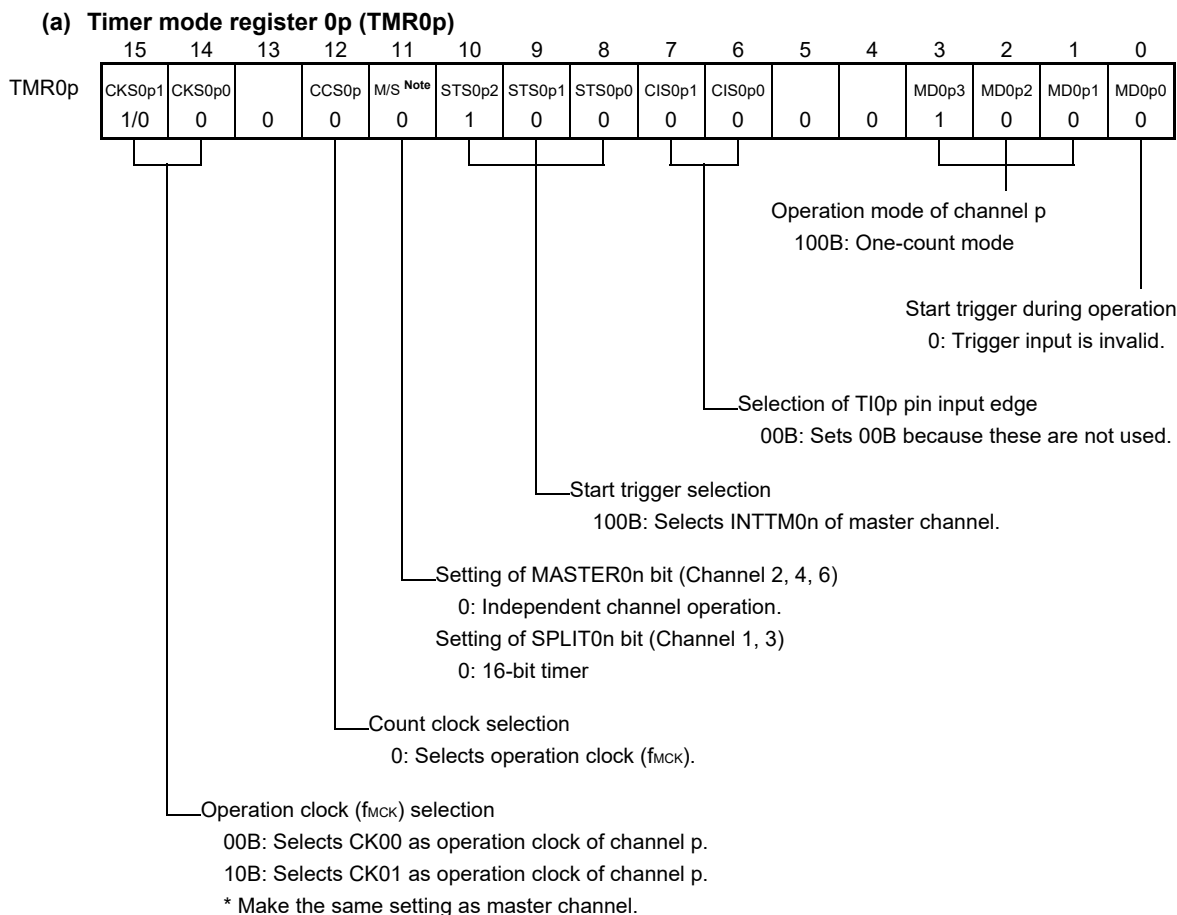 (a) Timer mode register 0p (TMR0p)
15 14 13 12 11 10 9 8 7 6 5 4 3 2 1 0
TMR0p CKS0p1 CKS0p0 CCS0p M/S Note STS0p2 STS0p1 STS0p0 CIS0p1 CIS0p0 MD0p3 MD0p2 MD0p1 MD0p0
1/0 0 0 0 0 1 0 0 0 0 0 0 1 0 0 0
Operation mode of channel p
100B: One-count mode
Start trigger during operation
0: Trigger input is invalid.
Selection of TI0p pin input edge
00B: Sets 00B because these are not used.
Start trigger selection
100B: Selects INTTM0n of master channel.
Setting of MASTER0n bit (Channel 2, 4, 6)
0: Independent channel operation.
Setting of SPLIT0n bit (Channel 1, 3)
0: 16-bit timer
Count clock selection
0: Selects operation clock (fMCK).
Operation clock (fMCK) selection
00B: Selects CK00 as operation clock of channel p.
10B: Selects CK01 as operation clock of channel p.
* Make the same setting as master channel.